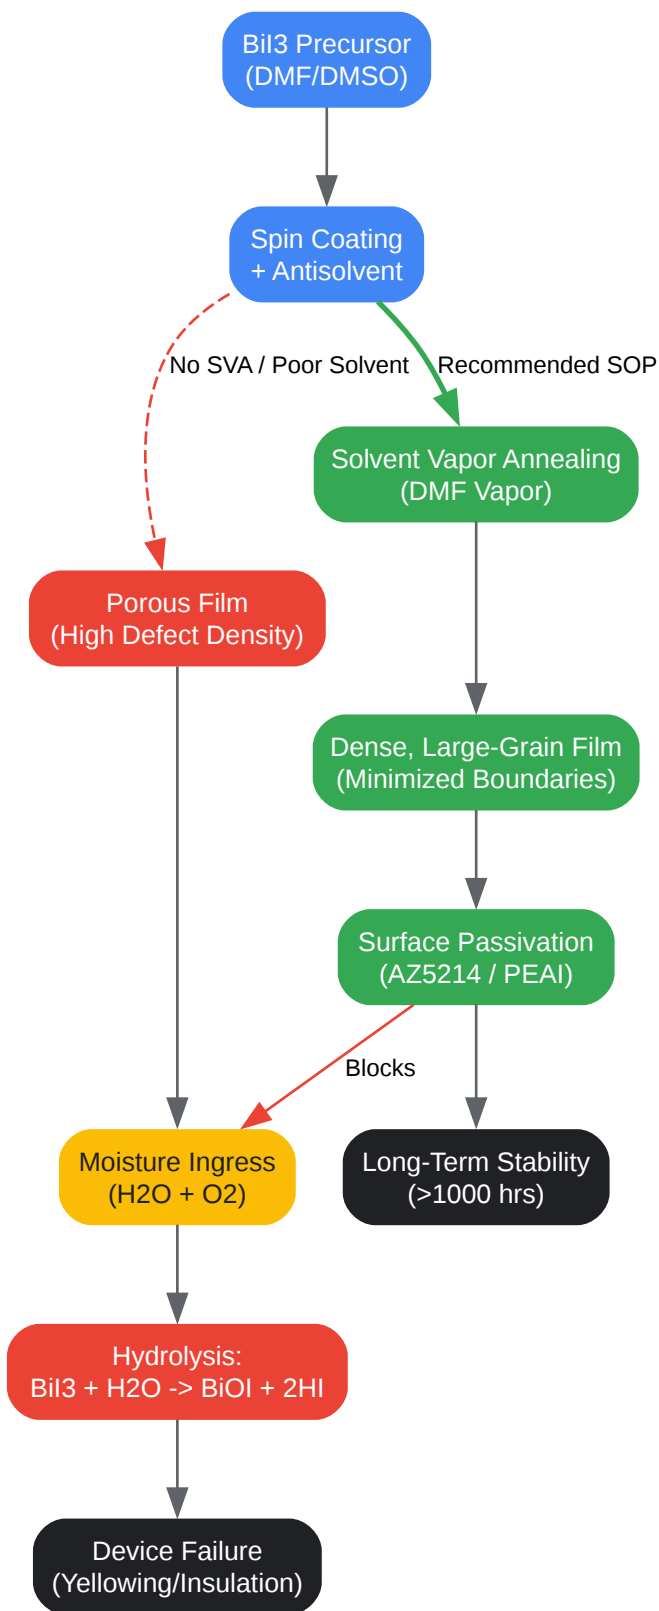 BiI3 Precursor
(DMF/DMSO)
Spin Coating
+ Antisolvent
No SVA / Poor Solvent
Recommended SOP
Solvent Vapor Annealing
(DMF Vapor)
Porous Film
(High Defect Density)
Dense, Large-Grain Film
(Minimized Boundaries)
Surface Passivation
(AZ5214 / PEAI)
Blocks
Moisture Ingress
(H2O + O2)
Long-Term Stability
(>1000 hrs)
Hydrolysis:
BiI3 + H2O -> BiOI + 2HI
Device Failure
(Yellowing/Insulation)